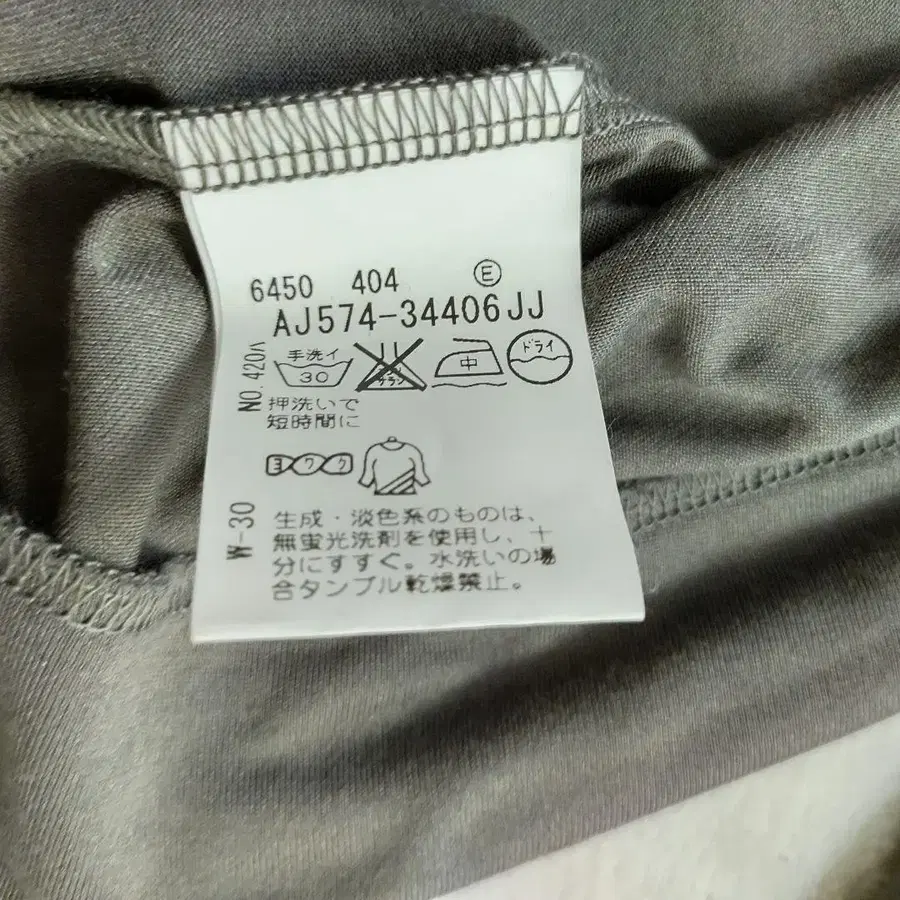 6450 404 Ⓔ
AJ574-34406JJ
NO.420ハ
手洗イ
30
中
ドライ
押洗いで
短時間に
ヨワク
W-30
生成・淡色系のものは、
無蛍光洗剤を使用し、十
分にすすぐ。水洗いの場
合タンブル乾燥禁止。